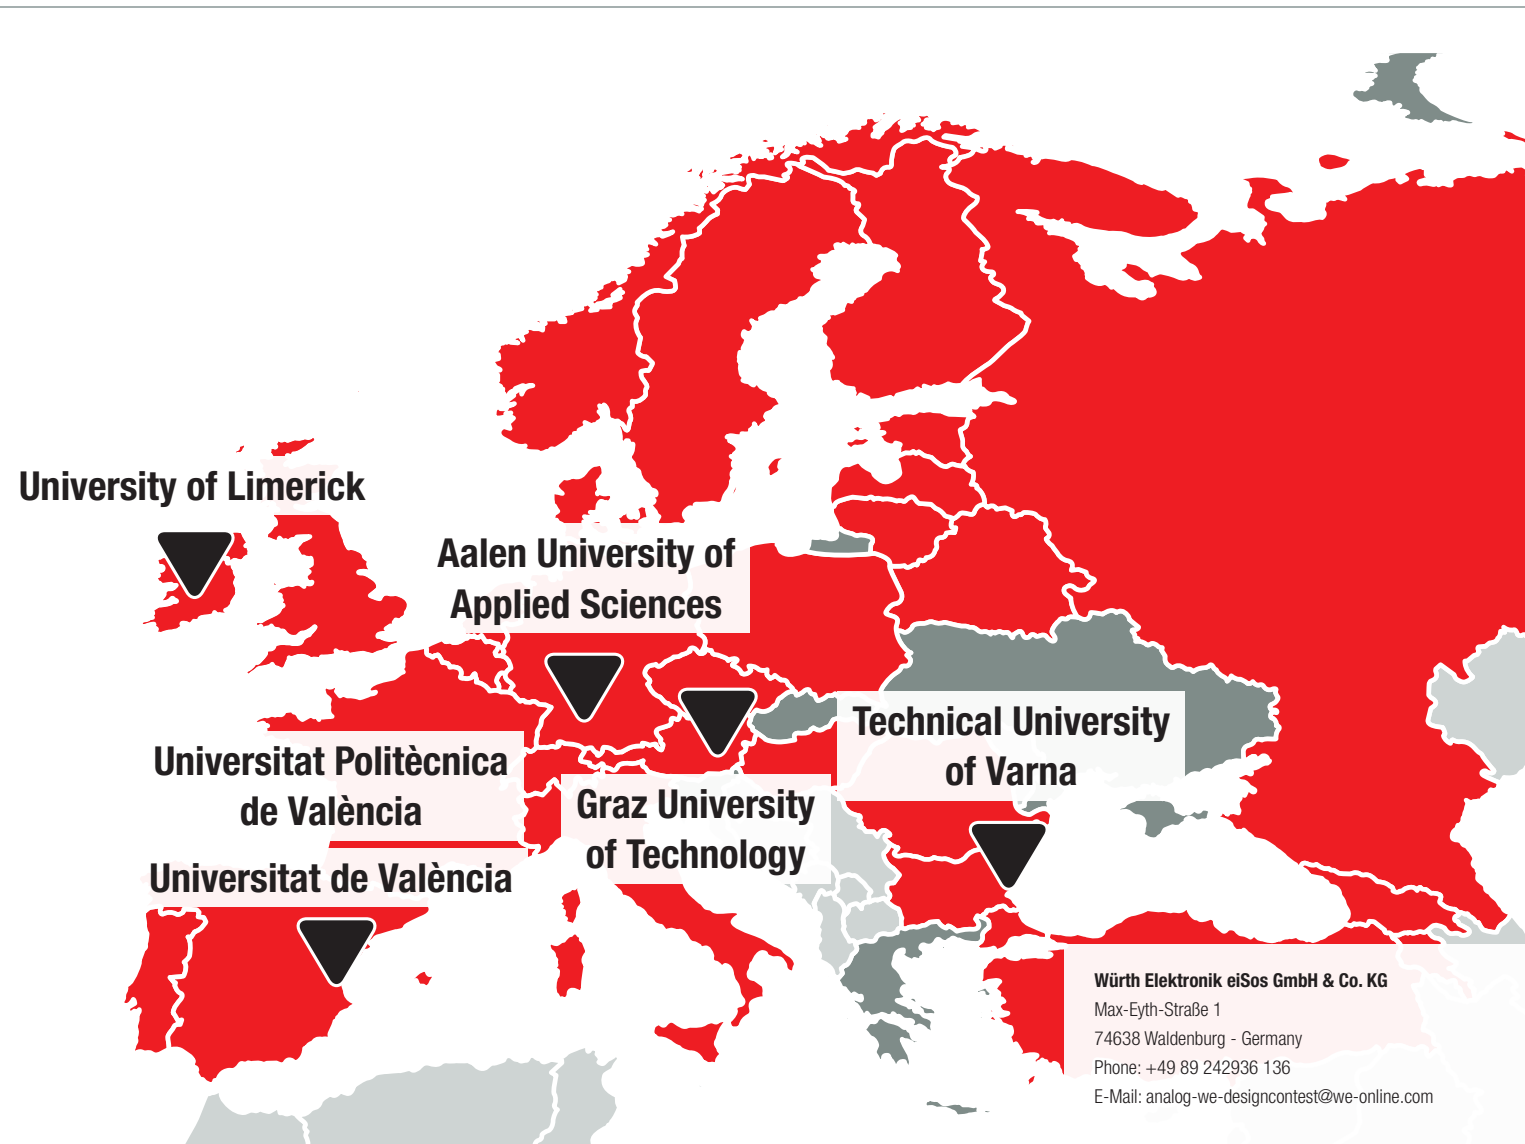 University of Limerick
Aalen University of
Applied Sciences
Technical University
of Varna
Universitat Politècnica
de València
Graz University
of Technology
Universitat de València
Würth Elektronik eiSos GmbH & Co. KG
Max-Eyth-Straße 1
74638 Waldenburg - Germany
Phone: +49 89 242936 136
E-Mail: analog-we-designcontest@we-online.com